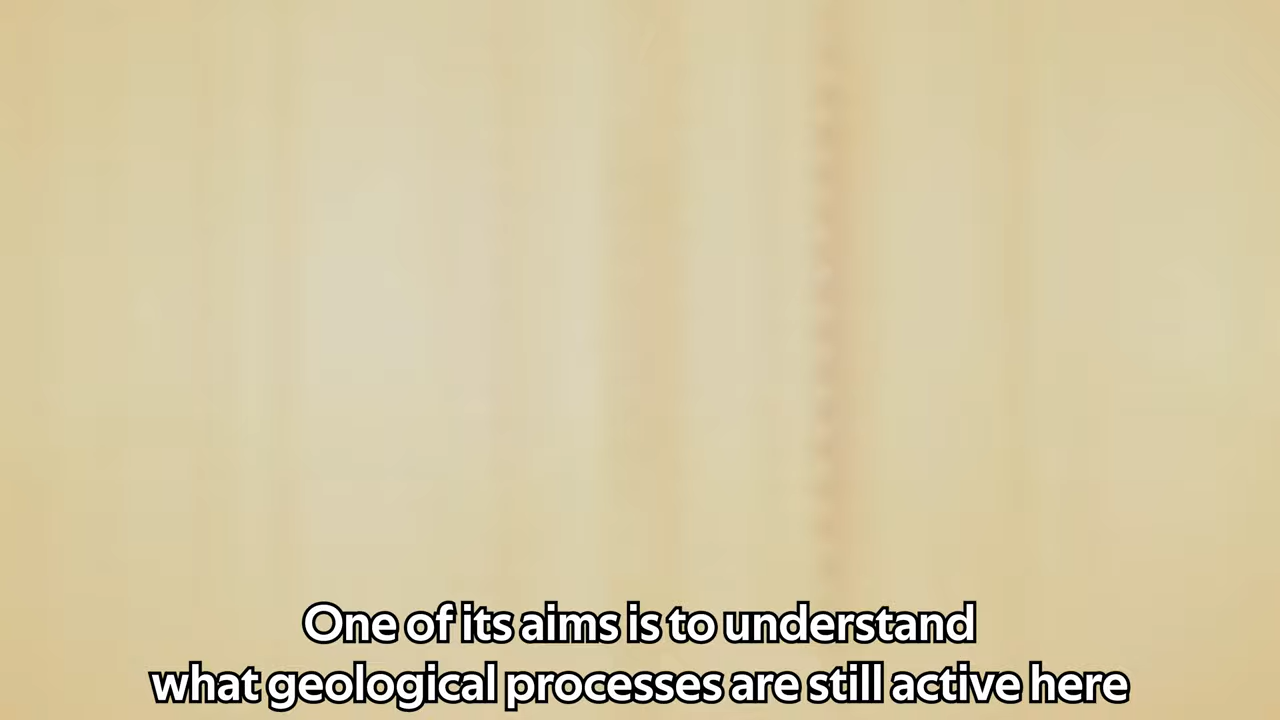 One of its aims is to understand
what geological processes are still active here